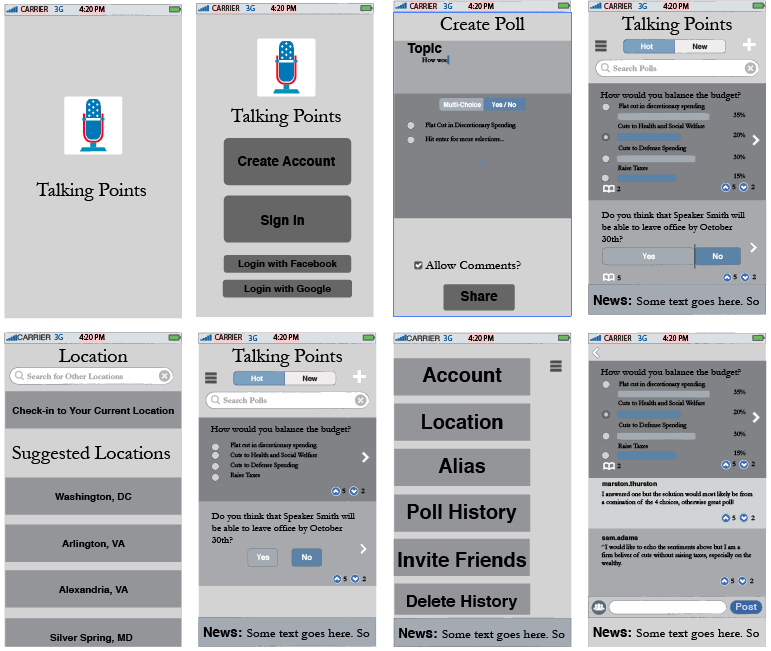 CARRIER 3G 4:20 PM
Talking Points
CARRIER 3G 4:20 PM
Talking Points
Create Account
Sign In
Login with Facebook
Login with Google
CARRIER 3G 4:20 PM
Create Poll
Topic
How woul
Multi-Choice Yes / No
Flat Cut in Discretionary Spending
Hit enter for more selections...
Allow Comments?
Share
CARRIER 3G 4:20 PM
Talking Points
Hot New
Search Polls
How would you balance the budget?
Flat cut in discretionary spending
35%
Cuts to Health and Social Welfare
20%
Cuts to Defense Spending
30%
Raise Taxes
15%
2 5 2
Do you think that Speaker Smith will
be able to leave office by October
30th?
Yes No
5 5 2
News: Some text goes here. So
CARRIER 3G 4:20 PM
Location
Search for Other Locations
Check-in to Your Current Location
Suggested Locations
Washington, DC
Arlington, VA
Alexandria, VA
Silver Spring, MD
CARRIER 3G 4:20 PM
Talking Points
Hot New
Search Polls
How would you balance the budget?
Flat cut in discretionary spending
Cuts to Health and Social Welfare
Cuts to Defense Spending
Raise Taxes
5 2
Do you think that Speaker Smith will
be able to leave office by October
30th?
Yes No
5 2
News: Some text goes here. So
CARRIER 3G 4:20 PM
Account
Location
Alias
Poll History
Invite Friends
Delete History
News: Some text goes here. So
CARRIER 3G 4:20 PM
How would you balance the budget?
Flat cut in discretionary spending
35%
Cuts to Health and Social Welfare
20%
Cuts to Defense Spending
30%
Raise Taxes
15%
2 5 2
marston.thurston
I answered one but the solution would most likely be from
a comination of the 4 choices, otherwise great poll!
5 2
sam.adams
"I would like to echo the sentiments above but I am a
firm beliver of cuts without raising taxes, especially on the
wealthy.
5 2
Post
News: Some text goes here. So